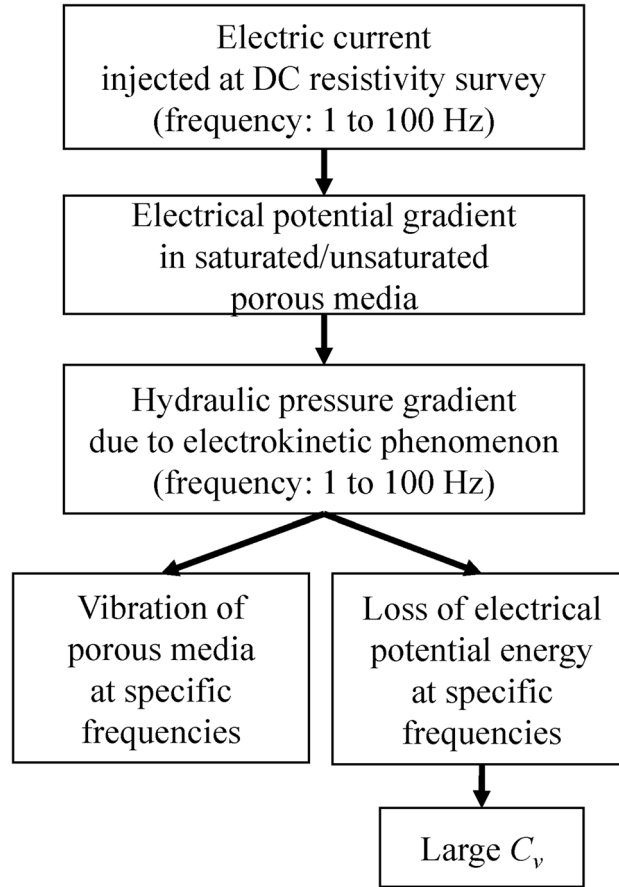 Electric current
injected at DC resistivity survey
(frequency: 1 to 100 Hz)
Electrical potential gradient
in saturated/unsaturated
porous media
Hydraulic pressure gradient
due to electrokinetic phenomenon
(frequency: 1 to 100 Hz)
Vibration of
porous media
at specific
frequencies
Loss of electrical
potential energy
at specific
frequencies
Large Cv